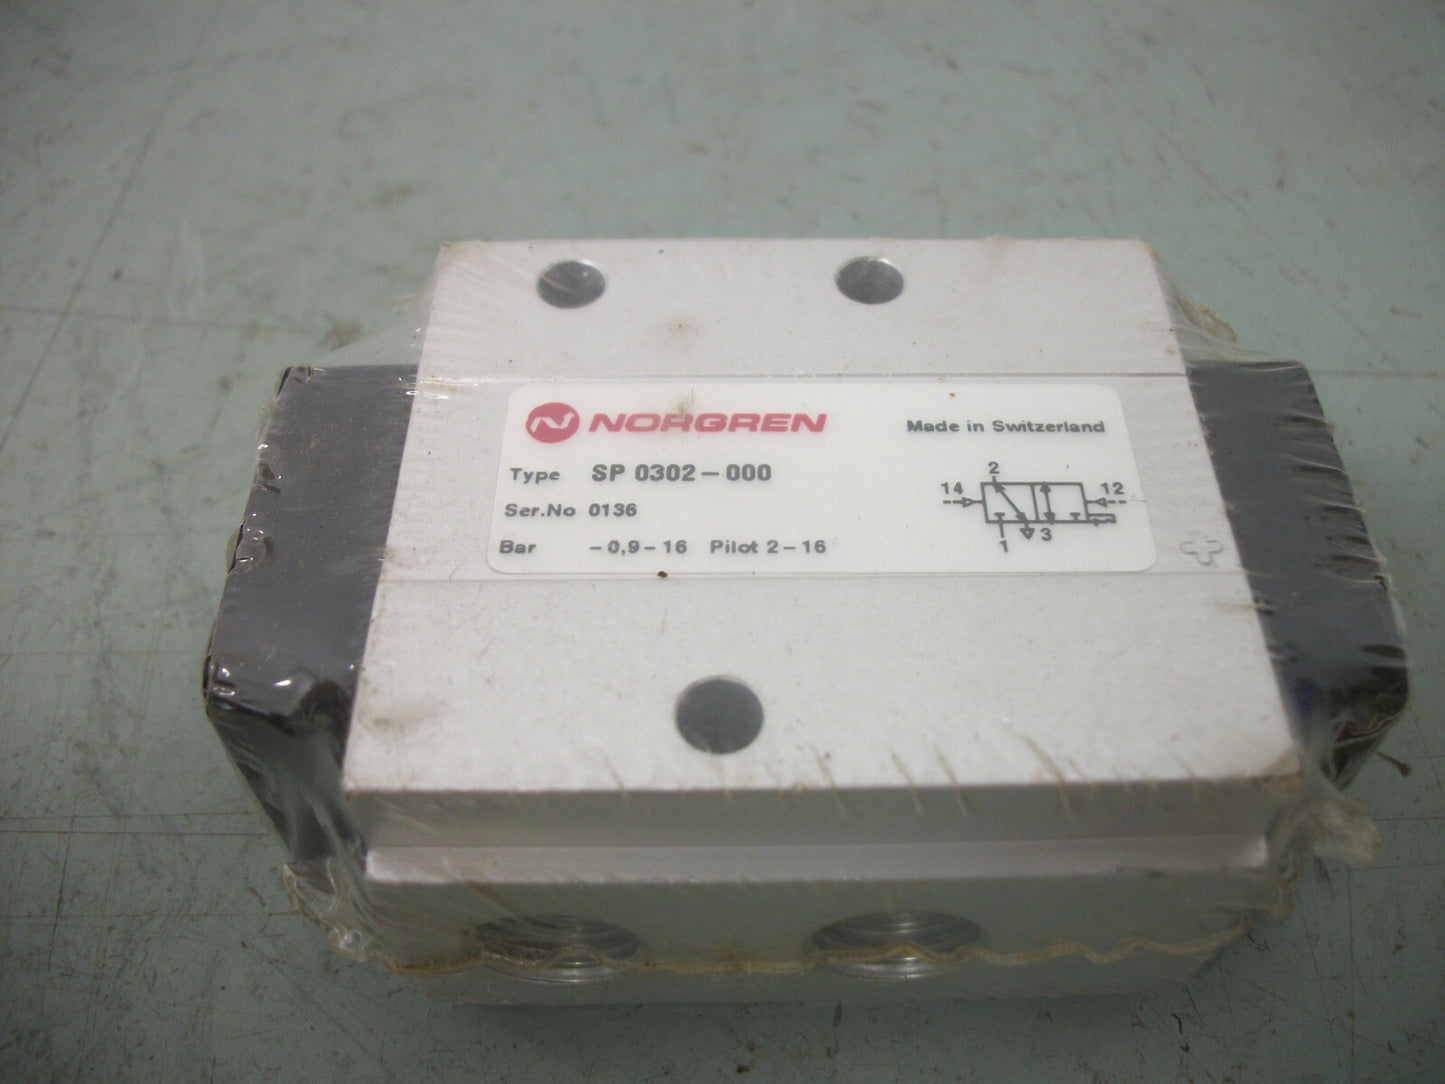 NORGREN Made in Switzerland
Type SP 0302-000
Ser.No 0136
Bar -0,9-16 Pilot 2-16
2
14 12
1 3